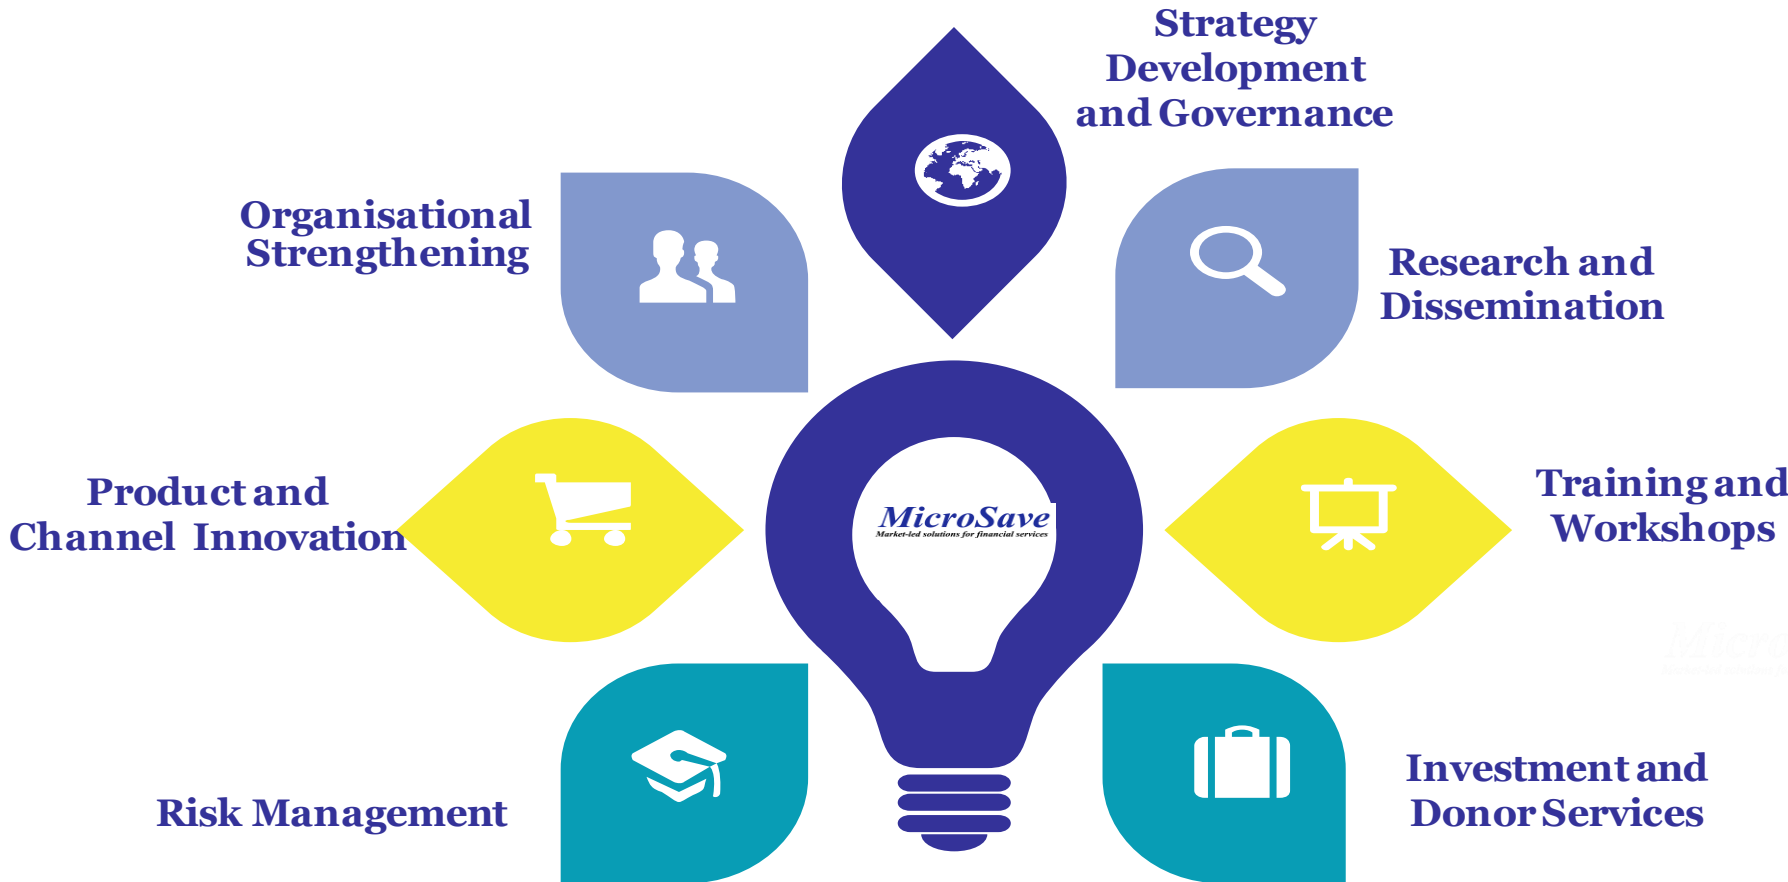 Strategy
Development
and Governance
Organisational
Strengthening
Research and
Dissemination
Product and
Channel Innovation
MicroSave
Market-led solutions for financial services
Training and
Workshops
Risk Management
Investment and
Donor Services